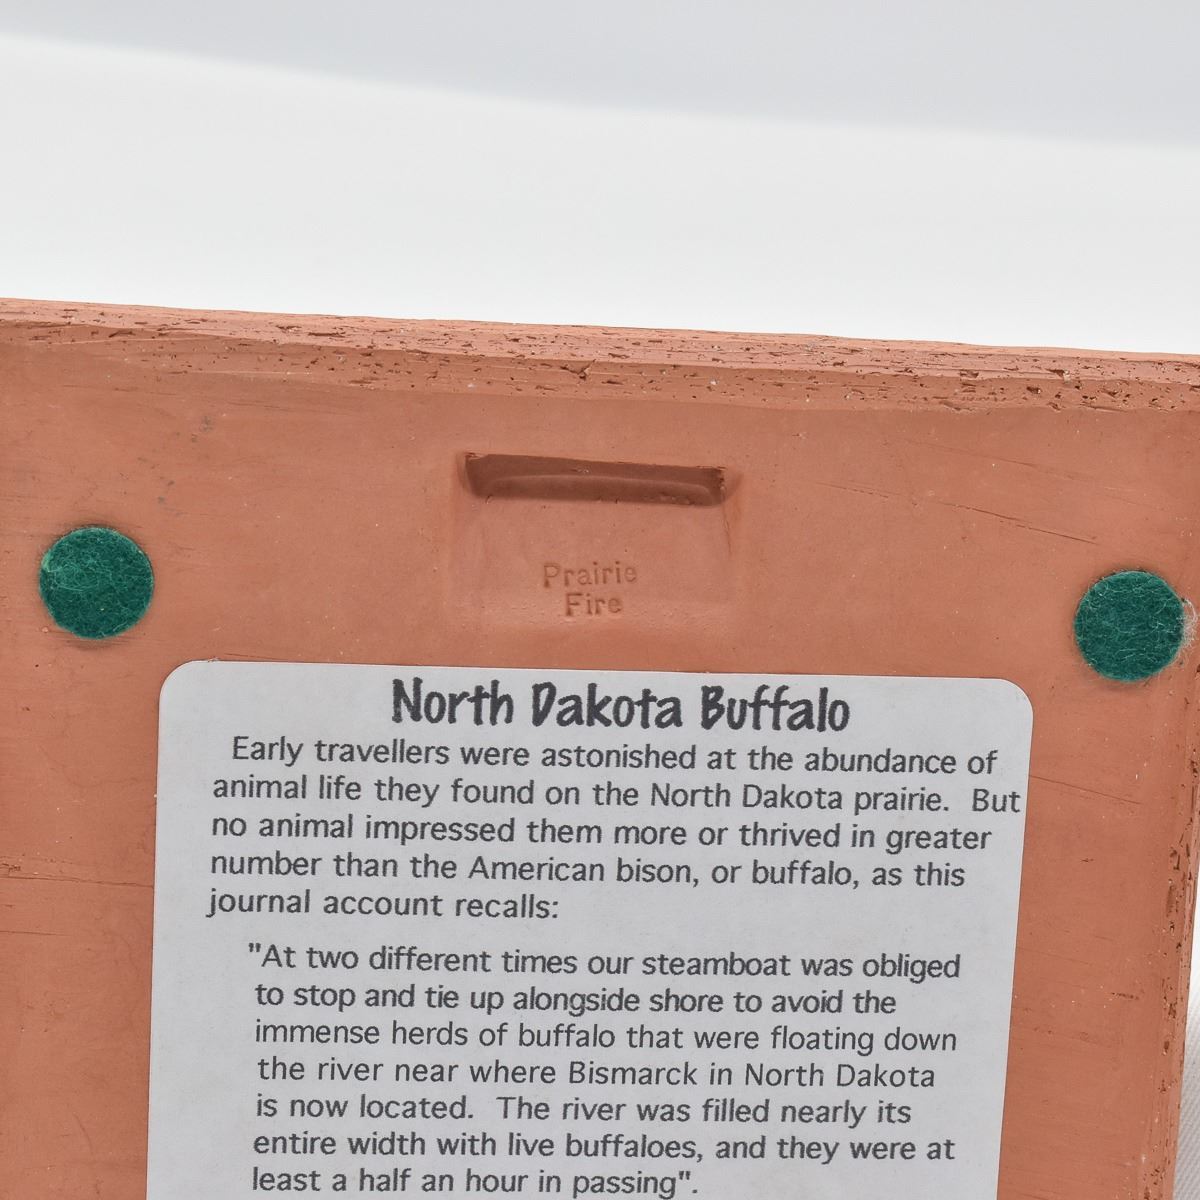 Prairie
Fire
North Dakota Buffalo
Early travellers were astonished at the abundance of
animal life they found on the North Dakota prairie.  But
no animal impressed them more or thrived in greater
number than the American bison, or buffalo, as this
journal account recalls:
"At two different times our steamboat was obliged
to stop and tie up alongside shore to avoid the
immense herds of buffalo that were floating down
the river near where Bismarck in North Dakota
is now located.  The river was filled nearly its
entire width with live buffaloes, and they were at
least a half an hour in passing".